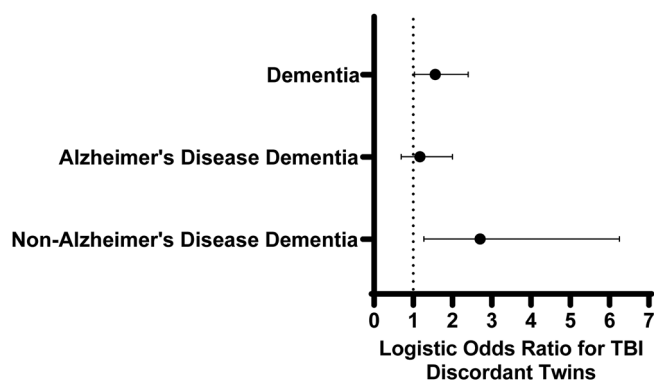 Dementia
Alzheimer's Disease Dementia
Non-Alzheimer's Disease Dementia
0 1 2 3 4 5 6 7
Logistic Odds Ratio for TBI
Discordant Twins